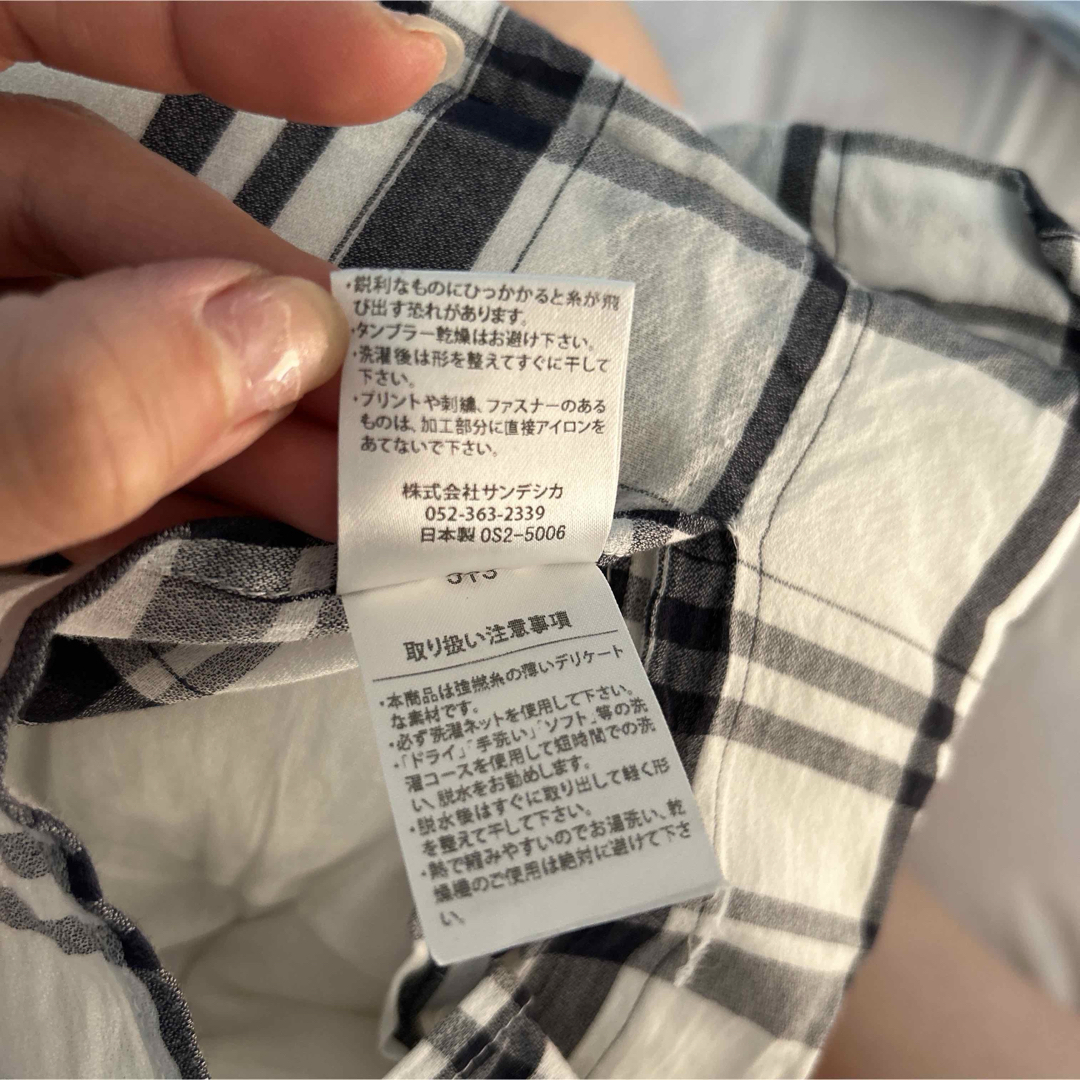 ・鋭利なものにひっかかると糸が飛
び出す恐れがあります。
・タンブラー乾燥はお避け下さい。
・洗濯後は形を整えてすぐに干して
下さい。
・プリントや刺繍、ファスナーのある
ものは、加工部分に直接アイロンを
あてないで下さい。
株式会社サンデシカ
052-363-2339
日本製 0S2-5006
取り扱い注意事項
・本商品は強撚糸の薄いデリケート
な素材です。
・必ず洗濯ネットを使用して下さい。
・「ドライ」「手洗い」「ソフト」等の洗
濯コースを使用して短時間での洗
い、脱水をお勧めします。
・脱水後はすぐに取り出して軽く形
を整えて干して下さい。
・熱で縮みやすいのでお湯洗い、乾
燥機のご使用は絶対に避けて下さ
い。